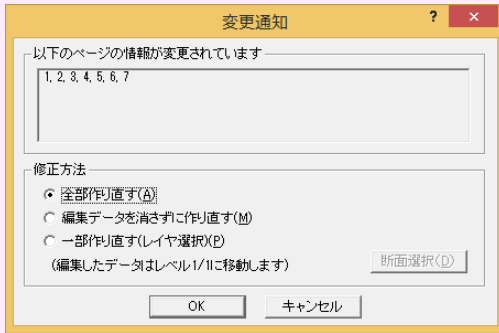 変更通知
?
×
以下のページの情報が変更されています
1, 2, 3, 4, 5, 6, 7
修正方法
全部作り直す(A)
編集データを消さずに作り直す(M)
一部作り直す(レイヤ選択)(P)
(編集したデータはレベル1/1に移動します)
断面選択(D)
OK
キャンセル